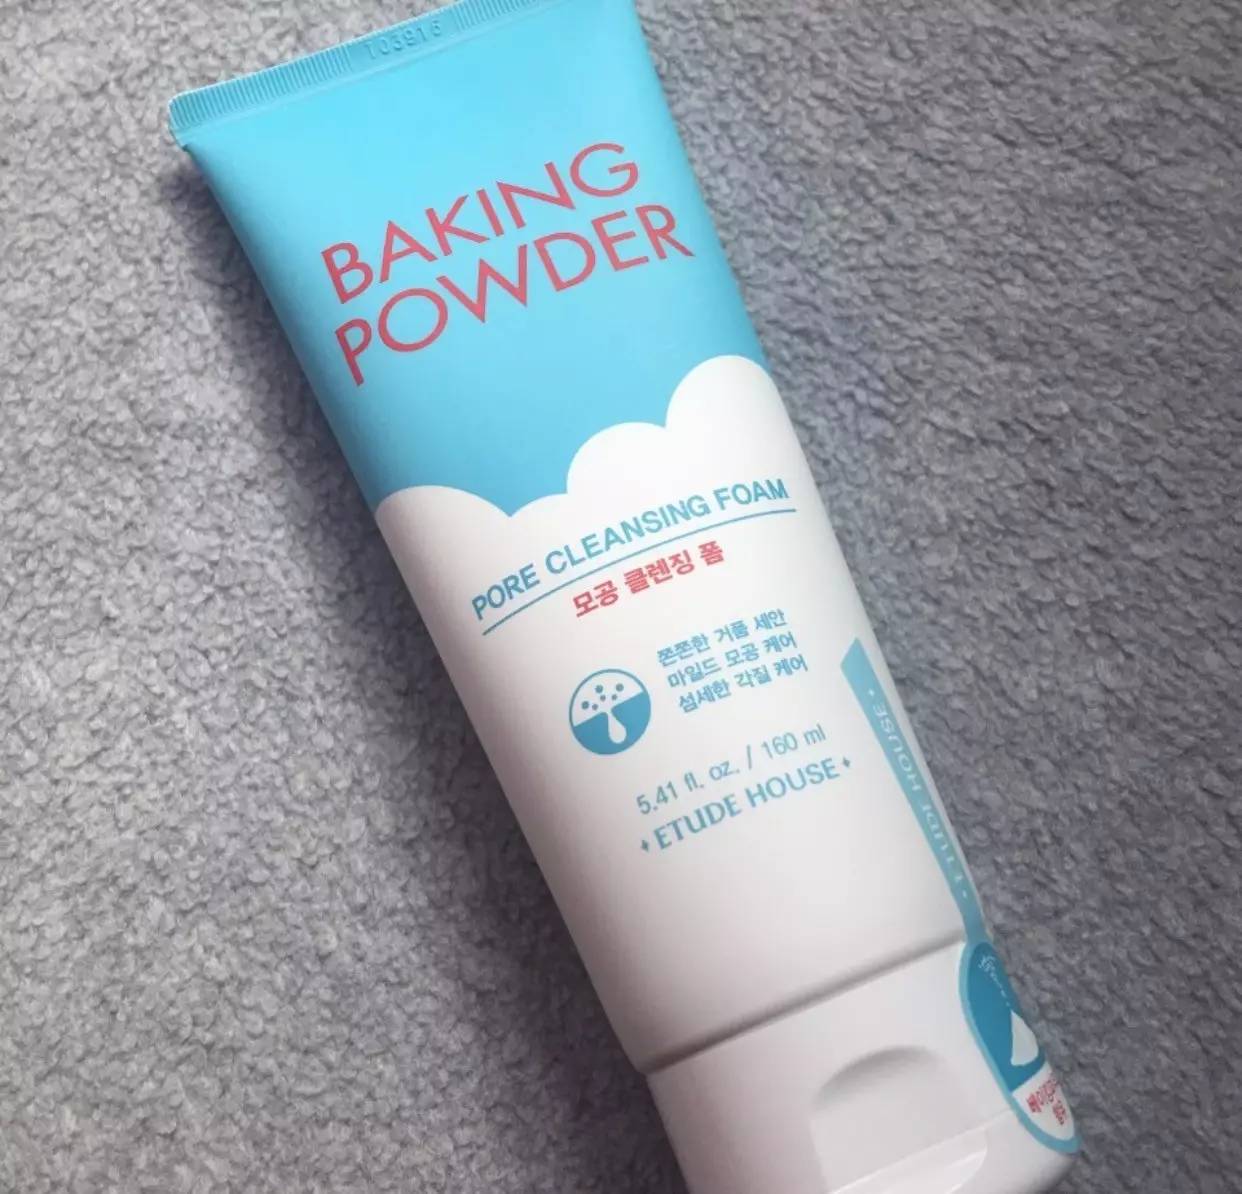 TO3916
BAKING
POWDER
PORE CLEANSING FOAM
모공 클렌징 폼
쫀쫀한 거품 세안
마일드 모공 케어
섬세한 각질 케어
5.41 fl. oz. / 160 ml
ETUDE HOUSE
ETUDE HOUSE